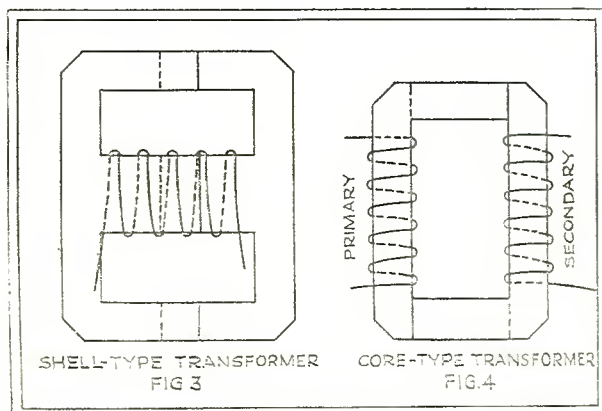 PRIMARY
SECONDARY
SHELL-TYPE TRANSFORMER
FIG 3
CORE-TYPE TRANSFORMER
FIG.4